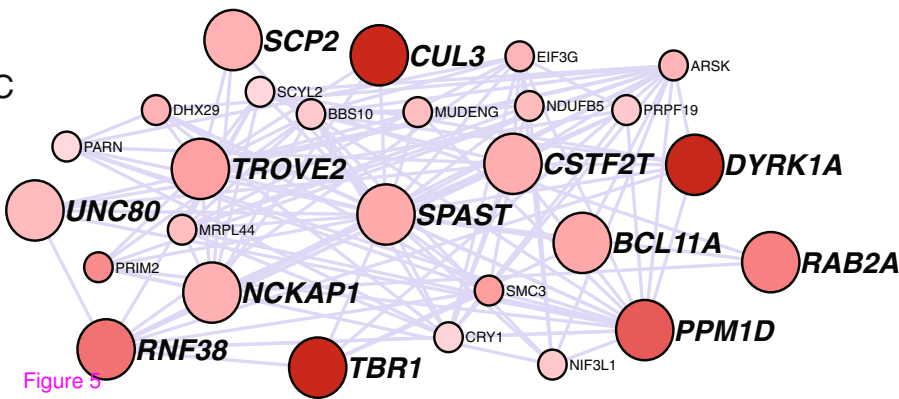 SCP2
CUL3
EIF3G
ARSK
C
SCYL2
DHX29
BBS10
MUDENG
NDUFB5
PRPF19
PARN
TROVE2
CSTF2T
DYRK1A
UNC80
SPAST
MRPL44
BCL11A
PRIM2
RAB2A
NCKAP1
SMC3
CRY1
PPM1D
RNF38
TBR1
NIF3L1
Figure 5